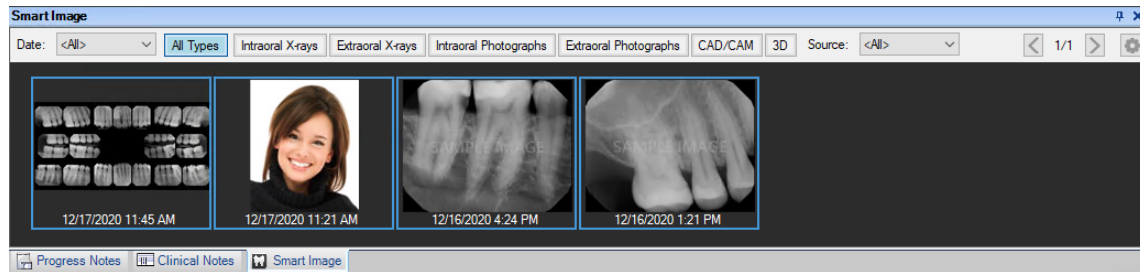 Smart Image
Date: <All> All Types Intraoral X-rays Extraoral X-rays Intraoral Photographs Extraoral Photographs CAD/CAM 3D Source: <All> 1/1
SAMPLE IMAGE SAMPLE IMAGE
12/17/2020 11:45 AM 12/17/2020 11:21 AM 12/16/2020 4:24 PM 12/16/2020 1:21 PM
Progress Notes Clinical Notes Smart Image